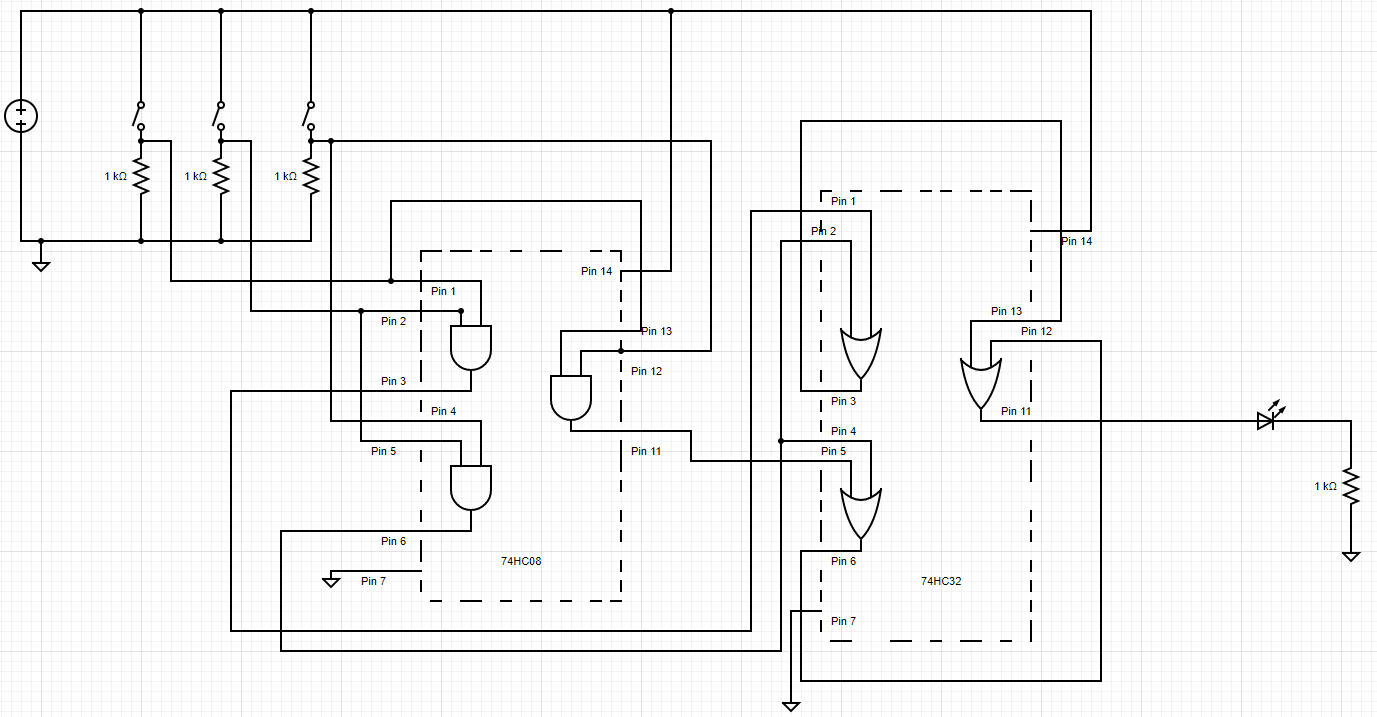 1 kΩ
1 kΩ
1 kΩ
Pin 1
Pin 2
Pin 3
Pin 4
Pin 5
Pin 6
Pin 7
Pin 14
Pin 13
Pin 12
Pin 11
74HC08
Pin 1
Pin 2
Pin 3
Pin 4
Pin 5
Pin 6
Pin 7
Pin 14
Pin 13
Pin 12
Pin 11
74HC32
1 kΩ